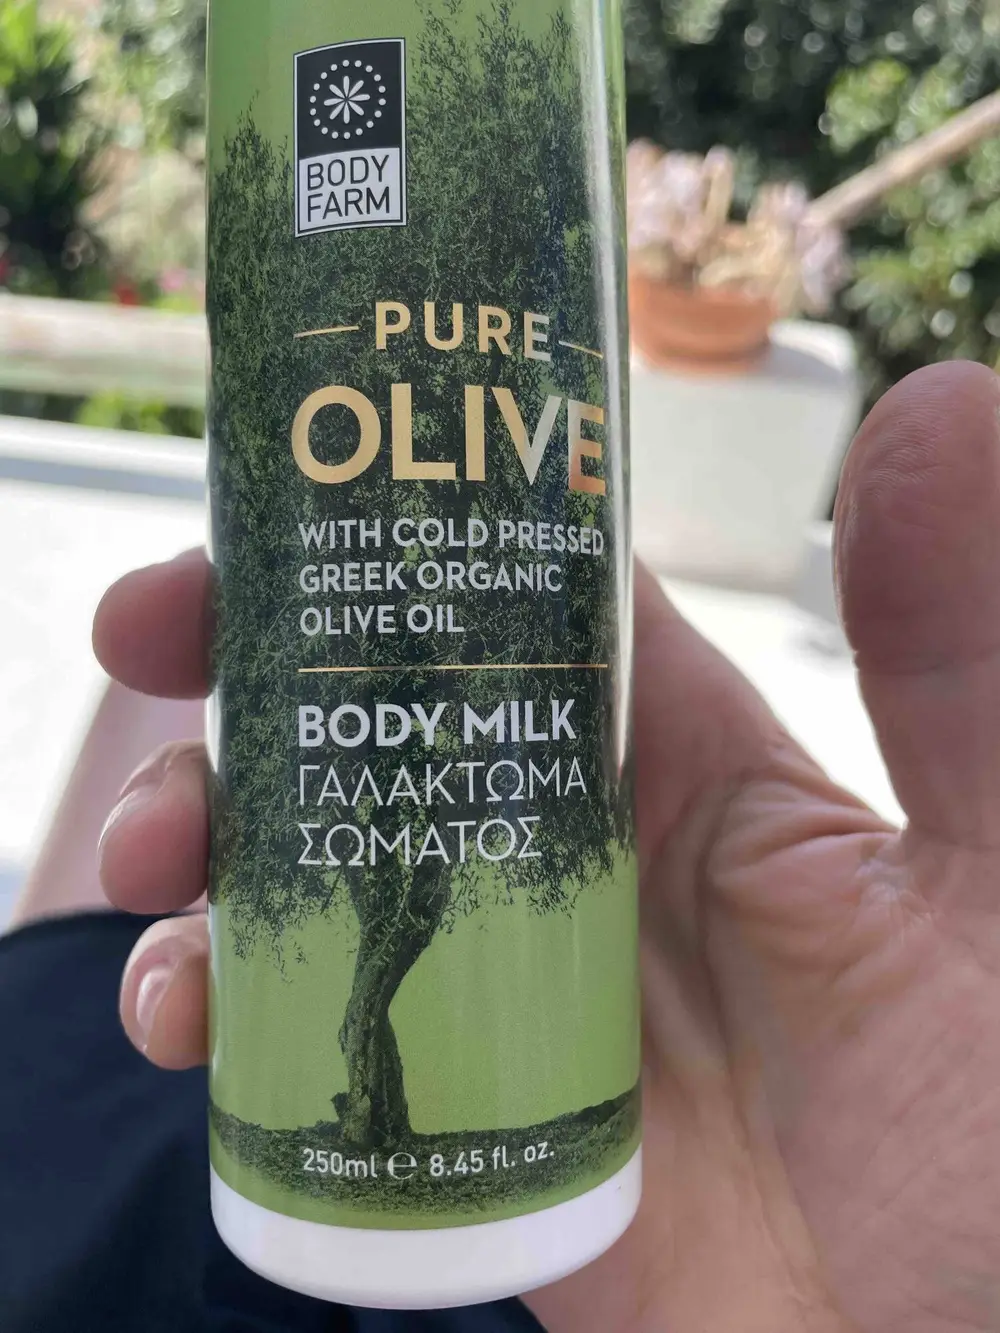 BODY
FARM
PURE
OLIVE
WITH COLD PRESSED
GREEK ORGANIC
OLIVE OIL
BODY MILK
ΓΑΛΑΚΤΩΜΑ
ΣΩΜΑΤΟΣ
250ml ℮ 8.45 fl. oz.